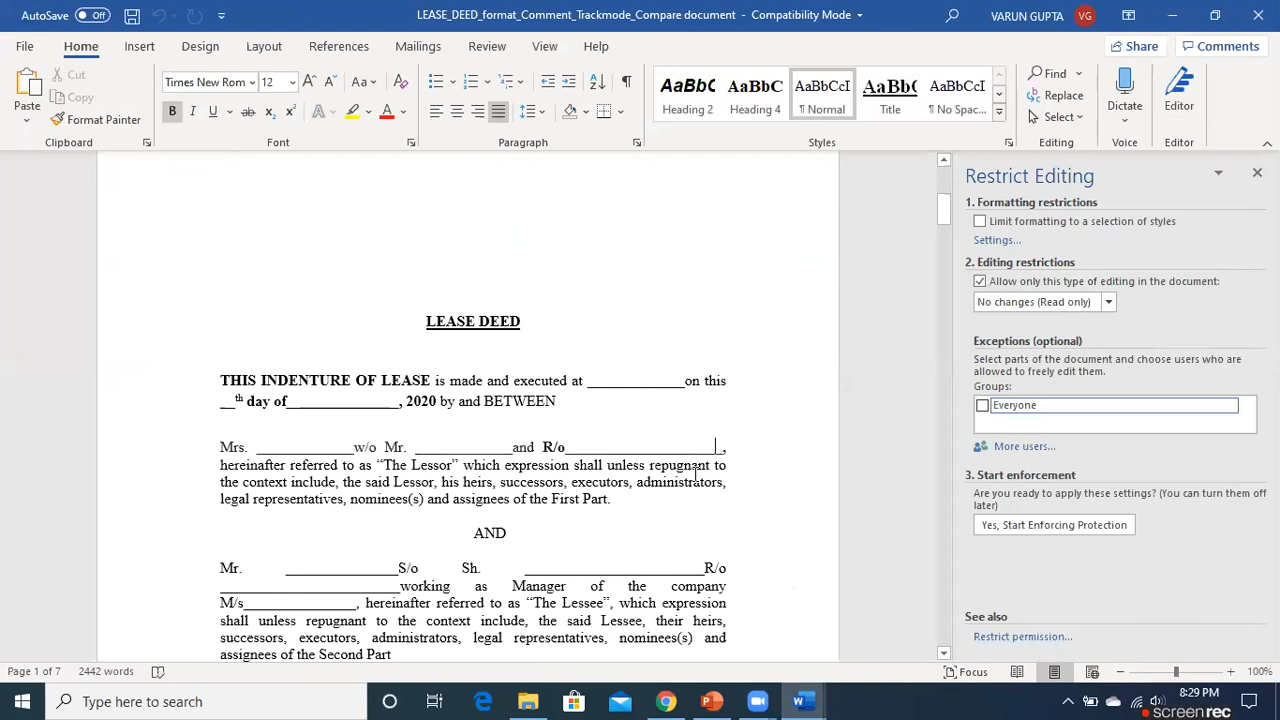 AutoSave Off LEASE_DEED_format_Comment_Trackmode_Compare document - Compatibility Mode VARUN GUPTA VG
File Home Insert Design Layout References Mailings Review View Help Share Comments
Paste Cut Copy Format Painter
Clipboard
Times New Rom 12
Font
Paragraph
AaBbC AaBbC AaBbCcI AaBbC AaBbCcI
Heading 2 Heading 4 ¶ Normal Title ¶ No Spac...
Styles
Find Replace Select
Editing
Dictate
Voice
Editor
Editor
LEASE DEED
THIS INDENTURE OF LEASE is made and executed at _____________on this
__th day of_______________, 2020 by and BETWEEN
Mrs. _____________w/o Mr. _____________and R/o_____________________,
hereinafter referred to as “The Lessor” which expression shall unless repugnant to
the context include, the said Lessor, his heirs, successors, executors, administrators,
legal representatives, nominees(s) and assignees of the First Part.
AND
Mr. _______________S/o Sh. ________________________R/o
________________________working as Manager of the company
M/s_______________, hereinafter referred to as “The Lessee”, which expression
shall unless repugnant to the context include, the said Lessee, their heirs,
successors, executors, administrators, legal representatives, nominees(s) and
assignees of the Second Part
Restrict Editing
1. Formatting restrictions
Limit formatting to a selection of styles
Settings...
2. Editing restrictions
Allow only this type of editing in the document:
No changes (Read only)
Exceptions (optional)
Select parts of the document and choose users who are
allowed to freely edit them.
Groups:
Everyone
More users...
3. Start enforcement
Are you ready to apply these settings? (You can turn them off
later)
Yes, Start Enforcing Protection
See also
Restrict permission...
Page 1 of 7 2442 words Focus 100%
Type here to search
8:29 PM
screenrec